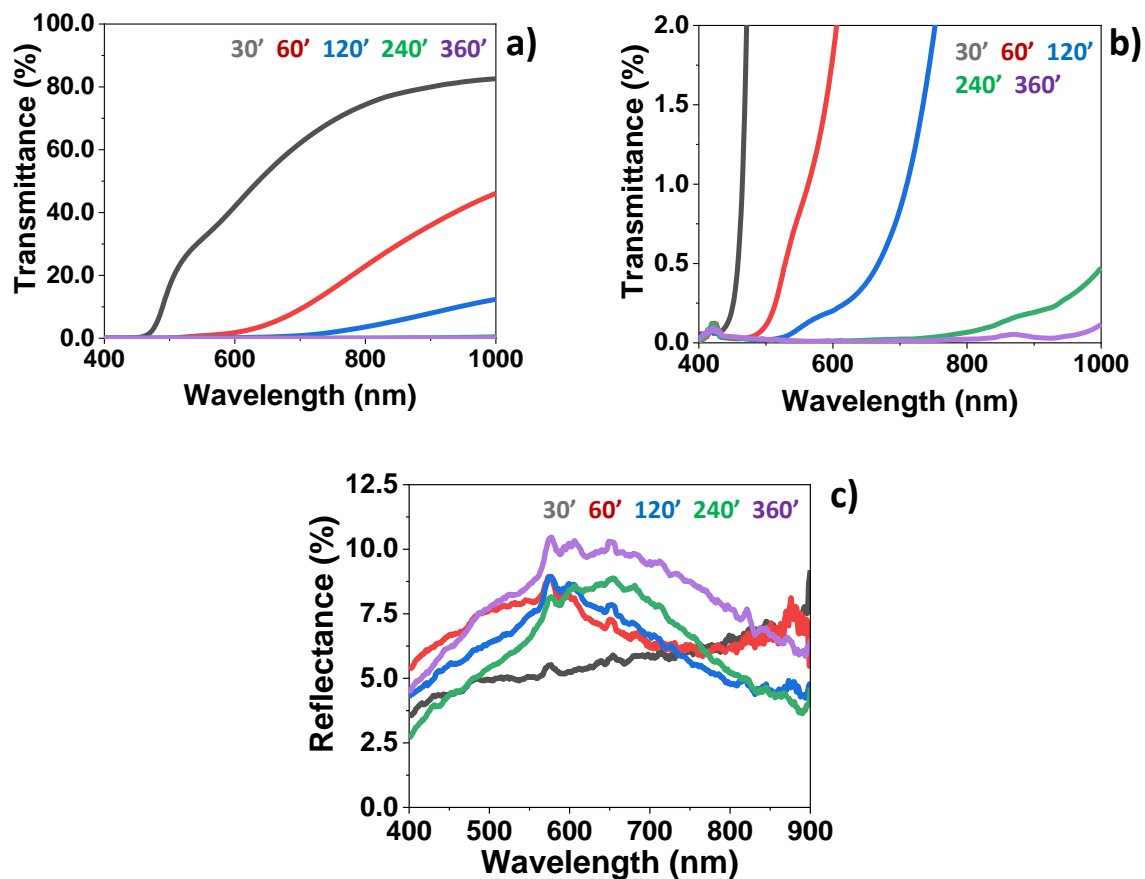 a)
30’ 60’ 120’ 240’ 360’
100.0
80.0
60.0
40.0
20.0
0.0
400 600 800 1000
Transmittance (%)
Wavelength (nm)
b)
30’ 60’ 120’
240’ 360’
2.0
1.5
1.0
0.5
0.0
400 600 800 1000
Transmittance (%)
Wavelength (nm)
c)
30’ 60’ 120’ 240’ 360’
12.5
10.0
7.5
5.0
2.5
0.0
400 500 600 700 800 900
Reflectance (%)
Wavelength (nm)